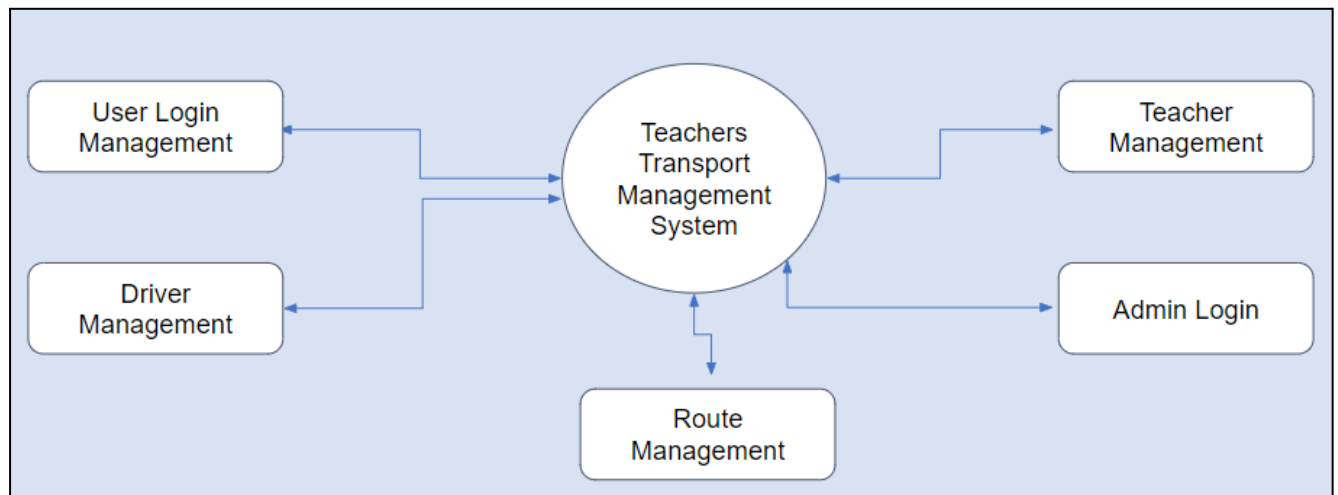 User Login
Management
Teachers
Transport
Management
System
Teacher
Management
Driver
Management
Admin Login
Route
Management